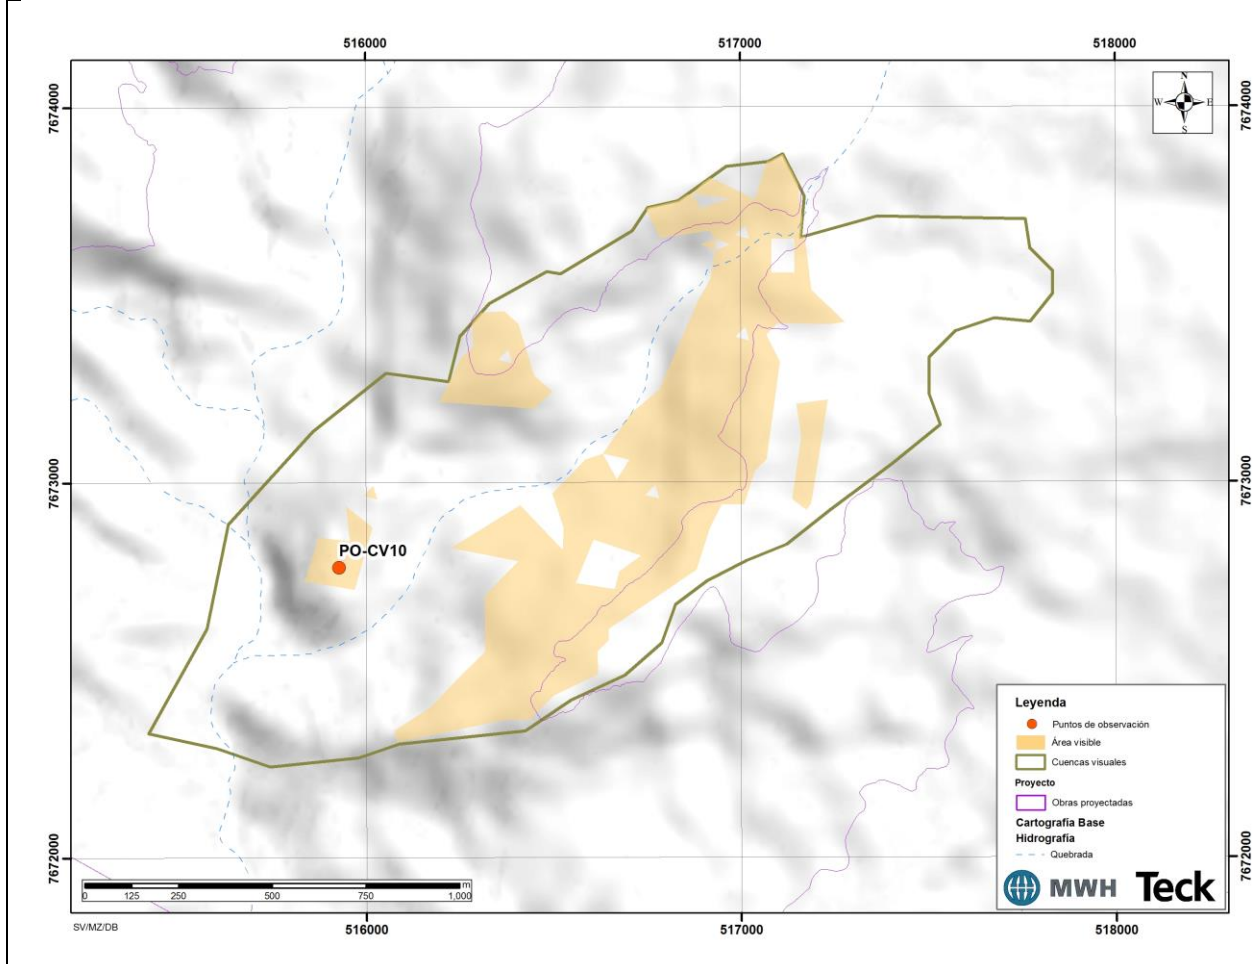 516000
517000
518000
7674000
7674000
N
W
E
S
7673000
7673000
PO-CV10
7672000
7672000
Leyenda
Puntos de observación
Área visible
Cuencas visuales
Proyecto
Obras proyectadas
Cartografía Base
Hidrografía
Quebrada
MWH Teck
m
0 125 250 500 750 1,000
516000
517000
518000
SV/MZ/DB